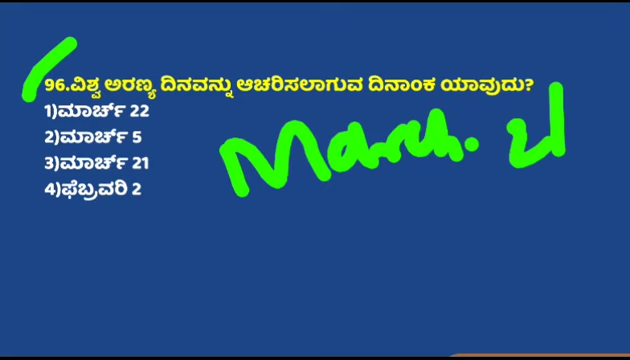 96.ವಿಶ್ವ ಅರಣ್ಯ ದಿನವನ್ನು ಆಚರಿಸಲಾಗುವ ದಿನಾಂಕ ಯಾವುದು?
1)ಮಾರ್ಚ್ 22
2)ಮಾರ್ಚ್ 5
3)ಮಾರ್ಚ್ 21
4)ಫೆಬ್ರವರಿ 2
March. 21